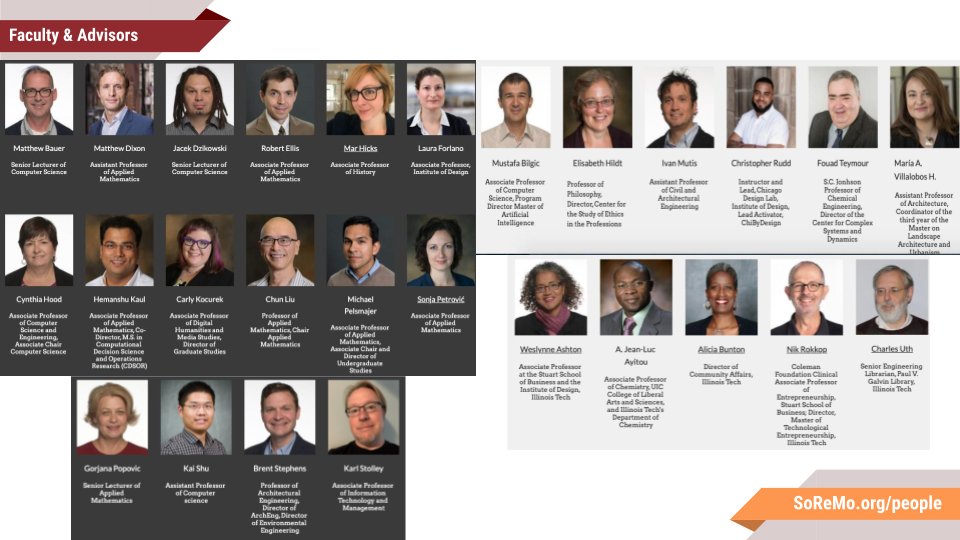 Faculty & Advisors
Matthew Bauer
Senior Lecturer of
Computer Science
Matthew Dixon
Assistant Professor
of Applied
Mathematics
Jacek Dzikowski
Senior Lecturer of
Computer Science
Robert Ellis
Associate Professor
of Applied
Mathematics
Mar Hicks
Associate Professor
of History
Laura Forlano
Associate Professor,
Institute of Design
Cynthia Hood
Associate Professor
of Computer
Science and
Engineering,
Associate Chair
Computer Science
Hemanshu Kaul
Associate Professor
of Applied
Mathematics, Co-
Director, M.S. in
Computational
Decision Science
and Operations
Research (CDSOR)
Carly Kocurek
Associate Professor
of Digital
Humanities and
Media Studies,
Director of
Graduate Studies
Chun Liu
Professor of
Applied
Mathematics, Chair
Applied
Mathematics
Michael
Pelsmajer
Associate Professor
of Applied
Mathematics,
Associate Chair and
Director of
Undergraduate
Studies
Sonja Petrović
Associate Professor
of Applied
Mathematics
Gorjana Popovic
Senior Lecturer of
Applied
Mathematics
Kai Shu
Assistant Professor
of Computer
science
Brent Stephens
Professor of
Architectural
Engineering,
Director of
ArchEng, Director
of Environmental
Engineering
Karl Stolley
Associate Professor
of Information
Technology and
Management
Mustafa Bilgic
Associate Professor
of Computer
Science, Program
Director Master of
Artificial
Intelligence
Elisabeth Hildt
Professor of
Philosophy,
Director, Center for
the Study of Ethics
in the Professions
Ivan Mutis
Assistant Professor
of Civil and
Architectural
Engineering
Christopher Rudd
Instructor and
Lead, Chicago
Design Lab,
Institute of Design,
Lead Activator,
ChiByDesign
Fouad Teymour
S.C. Jonhson
Professor of
Chemical
Engineering,
Director of the
Center for Complex
Systems and
Dynamics
María A.
Villalobos H.
Assistant Professor
of Architecture,
Coordinator of the
third year of the
Master on
Landscape
Architecture and
Urbanism
Weslynne Ashton
Associate Professor
at the Stuart School
of Business and the
Institute of Design,
Illinois Tech
A. Jean-Luc
Ayitou
Associate Professor
of Chemistry, UIC
College of Liberal
Arts and Sciences,
and Illinois Tech's
Department of
Chemistry
Alicia Bunton
Director of
Community Affairs,
Illinois Tech
Nik Rokkop
Coleman
Foundation Clinical
Associate Professor
of
Entrepreneurship,
Stuart School of
Business; Director,
Master of
Technological
Entrepreneurship,
Illinois Tech
Charles Uth
Senior Engineering
Librarian, Paul V.
Galvin Library,
Illinois Tech
SoReMo.org/people